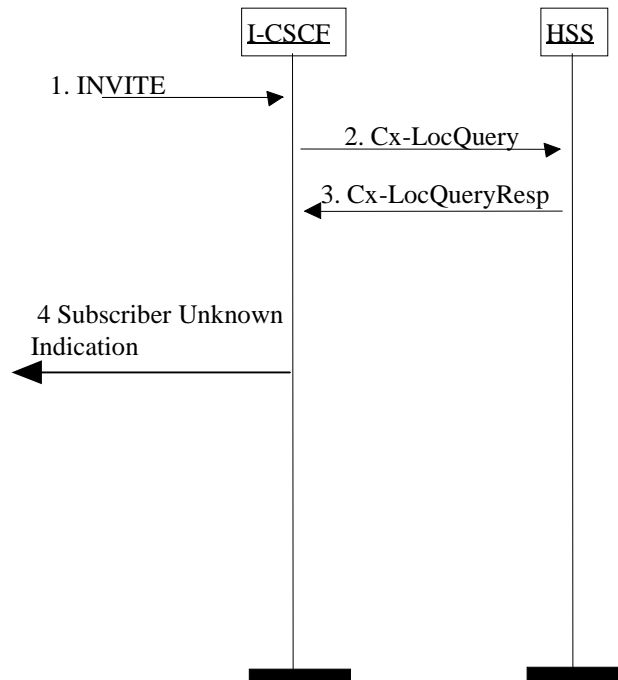 I-CSCF
HSS
1. INVITE
2. Cx-LocQuery
3. Cx-LocQueryResp
4 Subscriber Unknown
Indication